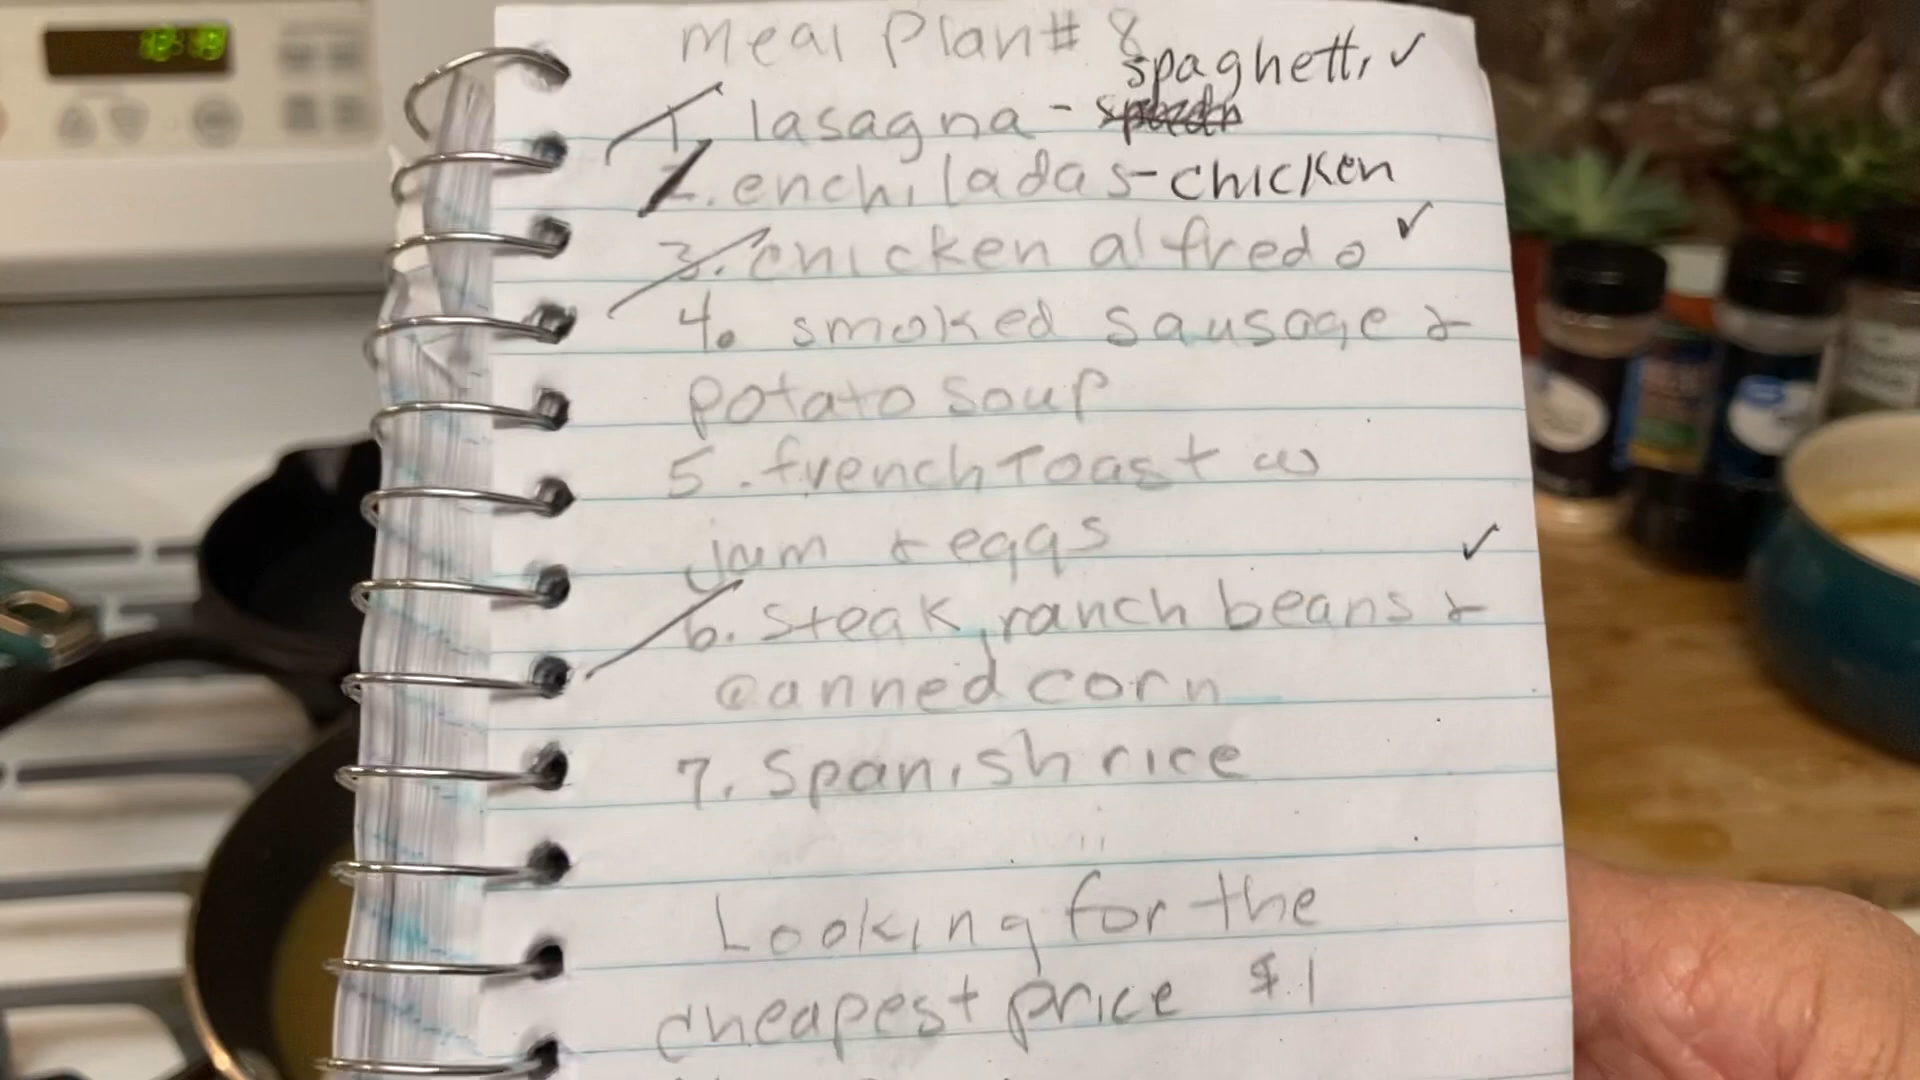 meal Plan # 8
spaghetti ✓
1. lasagna -
2. enchiladas - chicken
3. chicken alfredo ✓
4. smoked sausage &
potato soup
5. french Toast w
jam & eggs
6. steak, ranch beans & ✓
canned corn
7. Spanish rice
Looking for the
cheapest price $.1